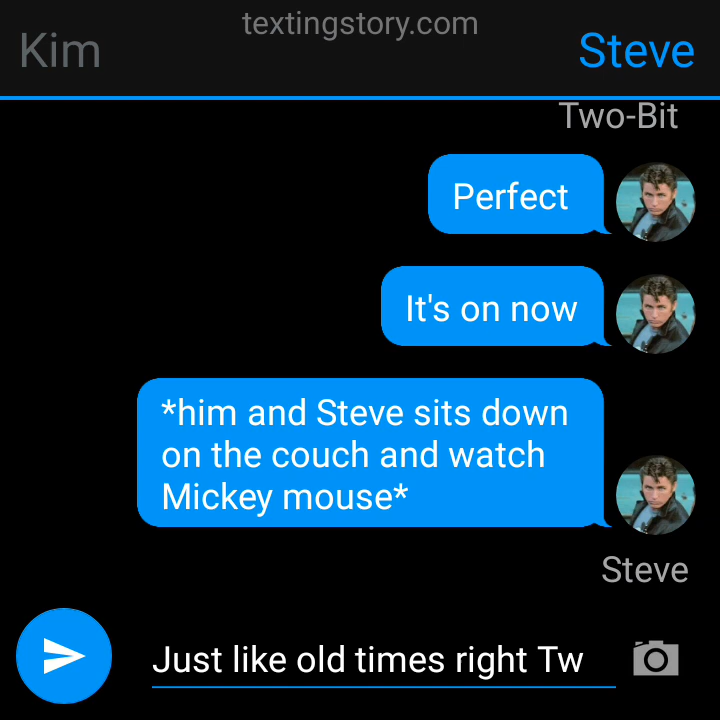 textingstory.com
Kim
Steve
Two-Bit
Perfect
It's on now
*him and Steve sits down
on the couch and watch
Mickey mouse*
Steve
Just like old times right Tw